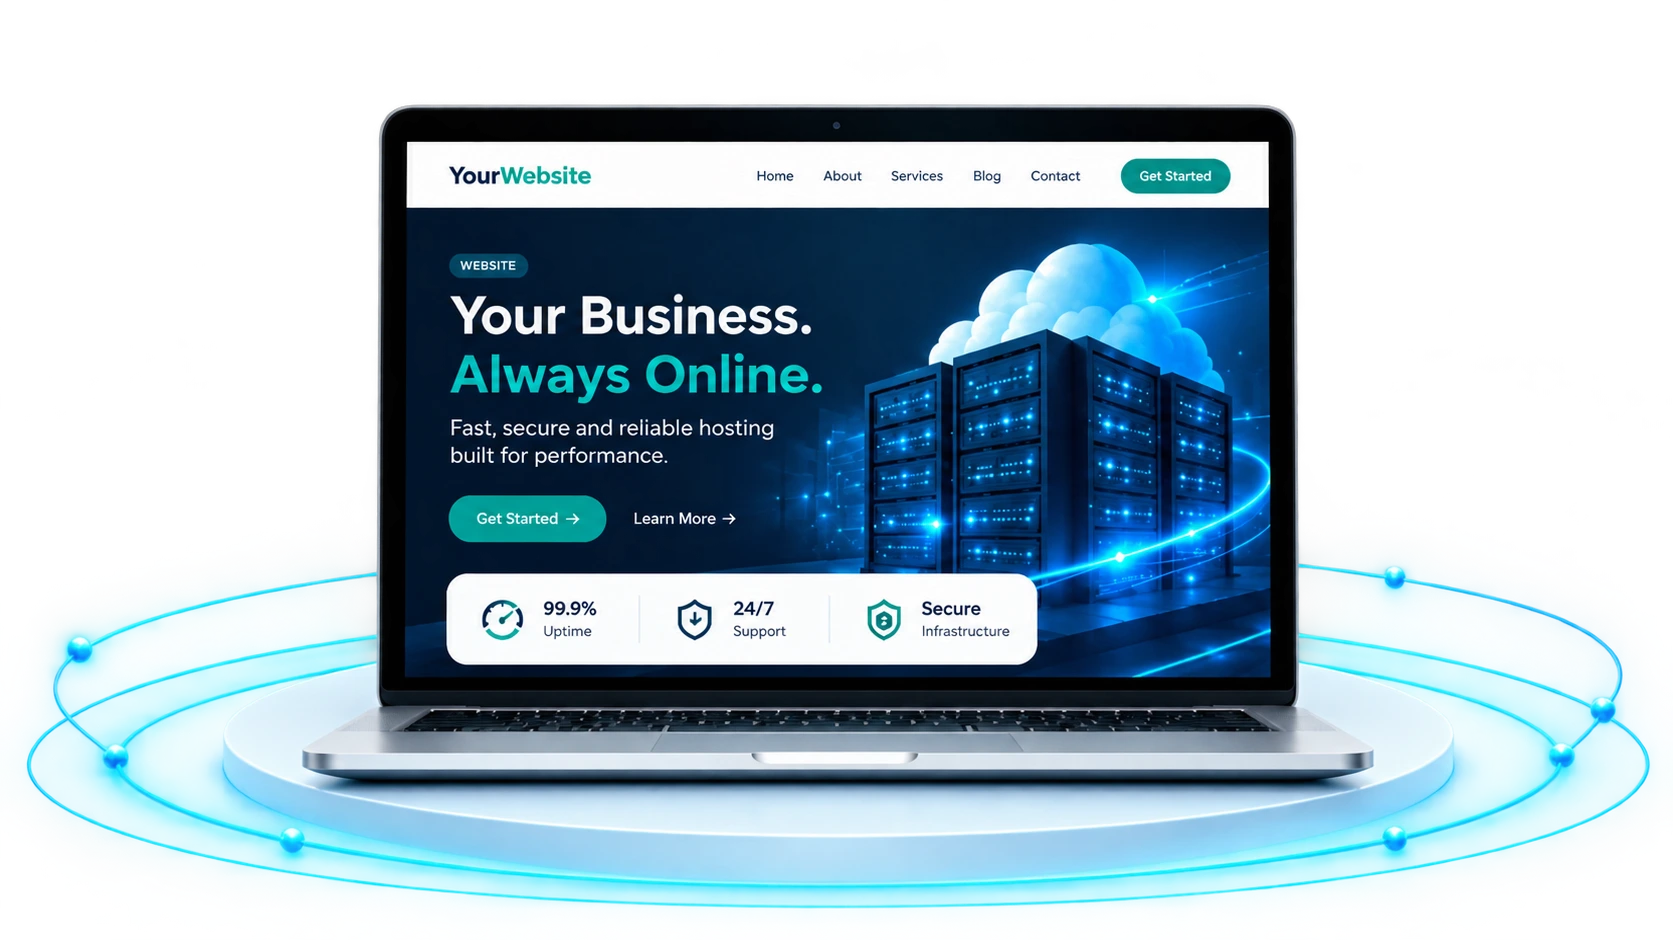 YourWebsite
Home About Services Blog Contact Get Started
WEBSITE
Your Business.
Always Online.
Fast, secure and reliable hosting
built for performance.
Get Started → Learn More →
99.9%
Uptime
24/7
Support
Secure
Infrastructure